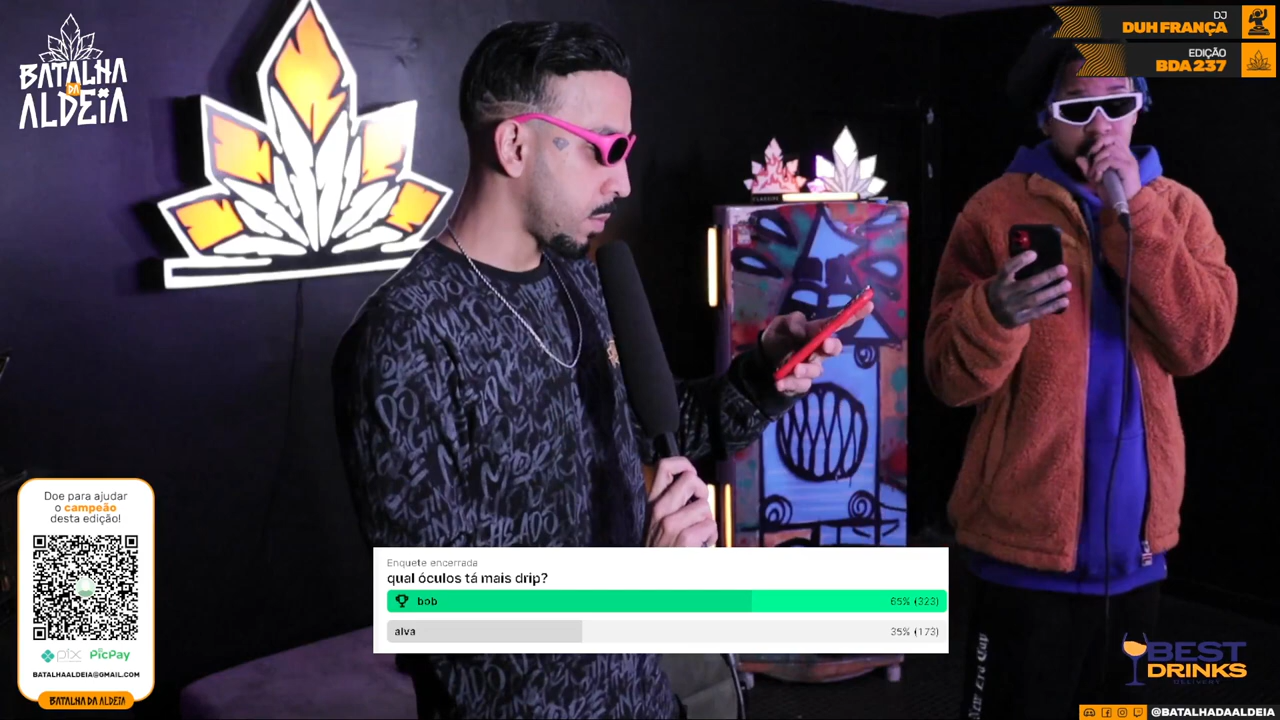 BATALHA
DA
ALDEIA
DJ
DUH FRANÇA
EDIÇÃO
BDA 237
CLASSIFE
Doe para ajudar
o campeão
desta edição!
pix PicPay
BATALHAALDEIA@GMAIL.COM
BATALHA DA ALDEIA
Enquete encerrada
qual óculos tá mais drip?
bob 65% (323)
alva 35% (173)
BEST
DRINKS
DELIVERY
@BATALHADAALDEIA